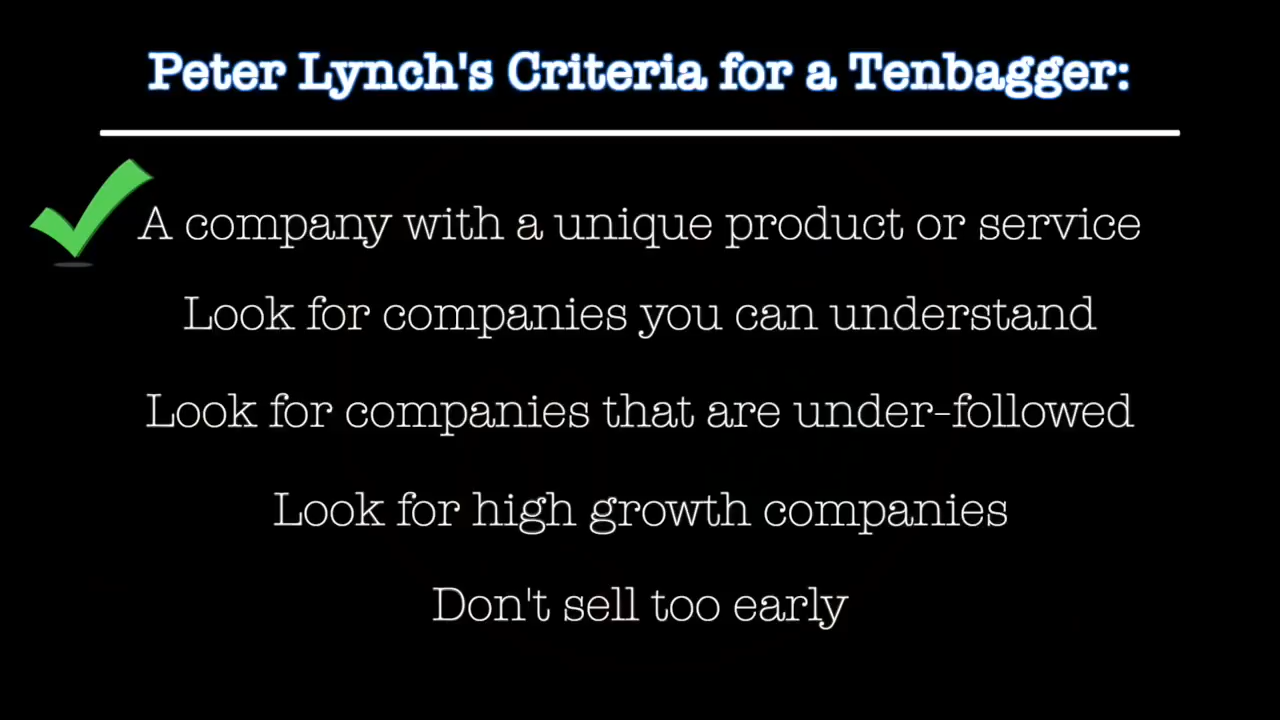 Peter Lynch's Criteria for a Tenbagger:
A company with a unique product or service
Look for companies you can understand
Look for companies that are under-followed
Look for high growth companies
Don't sell too early